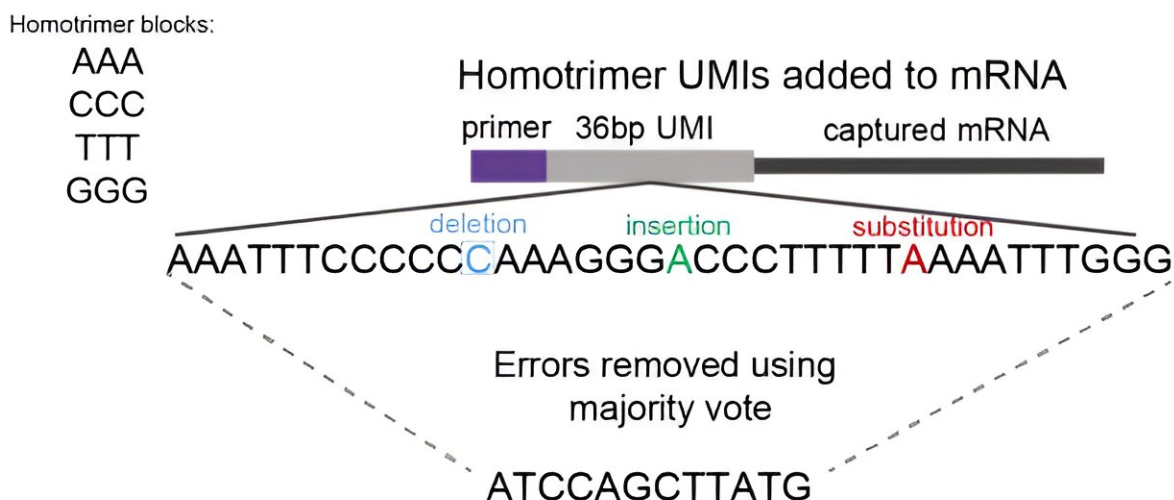 Homotrimer blocks:
AAA
CCC
TTT
GGG
Homotrimer UMIs added to mRNA
primer 36bp UMI captured mRNA
deletion insertion substitution
AAATTTCCCCCCAAAGGGACCCTTTTTAAAATTTGGG
Errors removed using
majority vote
ATCCAGCTTATG